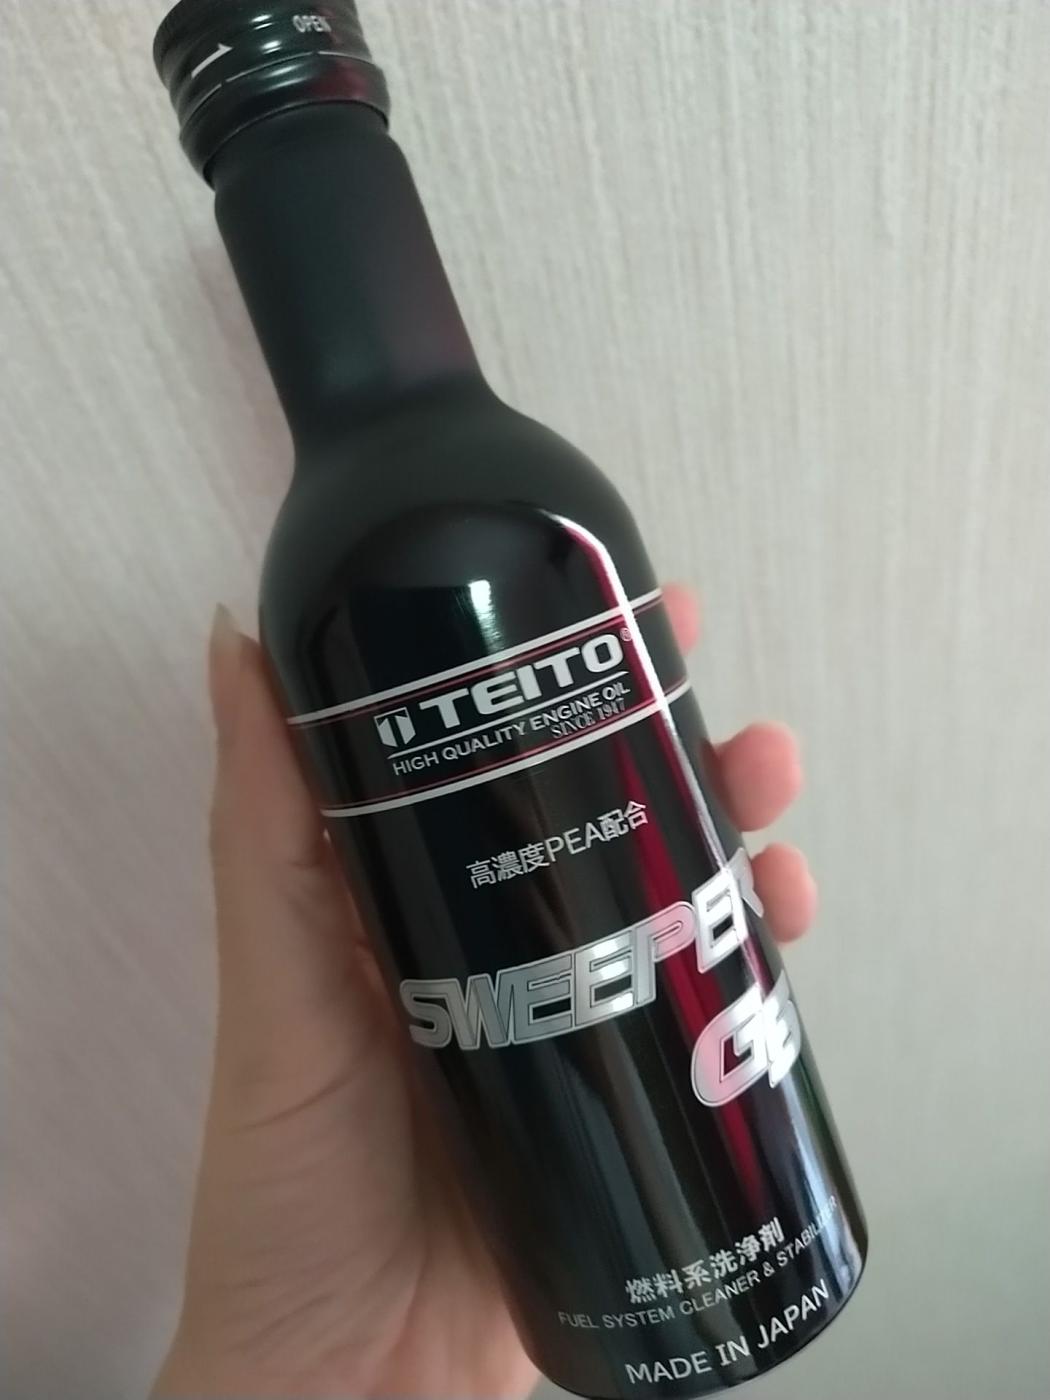 OPEN
TEITO®
HIGH QUALITY ENGINE OIL
SINCE 1917
高濃度PEA配合
SWEEPER
燃料系洗浄剤
FUEL SYSTEM CLEANER & STABILIZER
MADE IN JAPAN